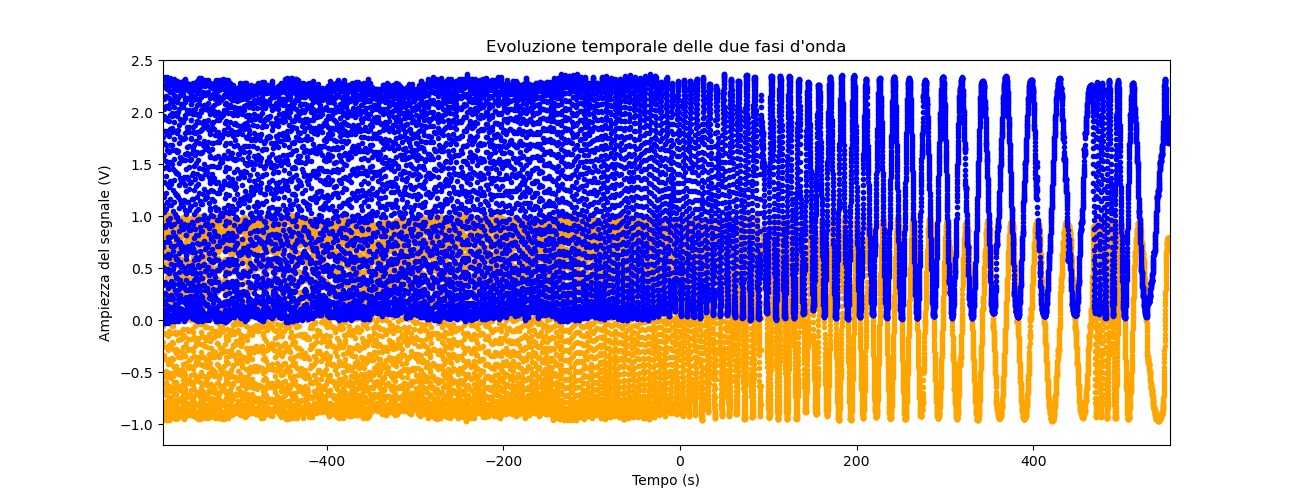 Evoluzione temporale delle due fasi d'onda
Ampiezza del segnale (V)
2.5
2.0
1.5
1.0
0.5
0.0
−0.5
−1.0
−400 −200 0 200 400
Tempo (s)